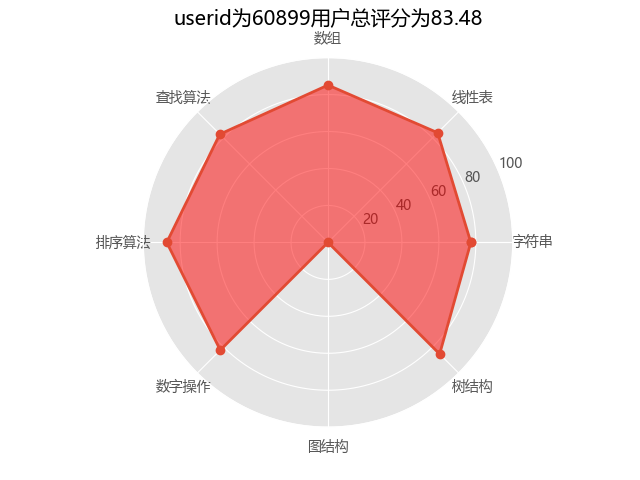 userid为60899用户总评分为83.48
数组
查找算法
线性表
100
80
60
40
20
排序算法
字符串
数字操作
树结构
图结构